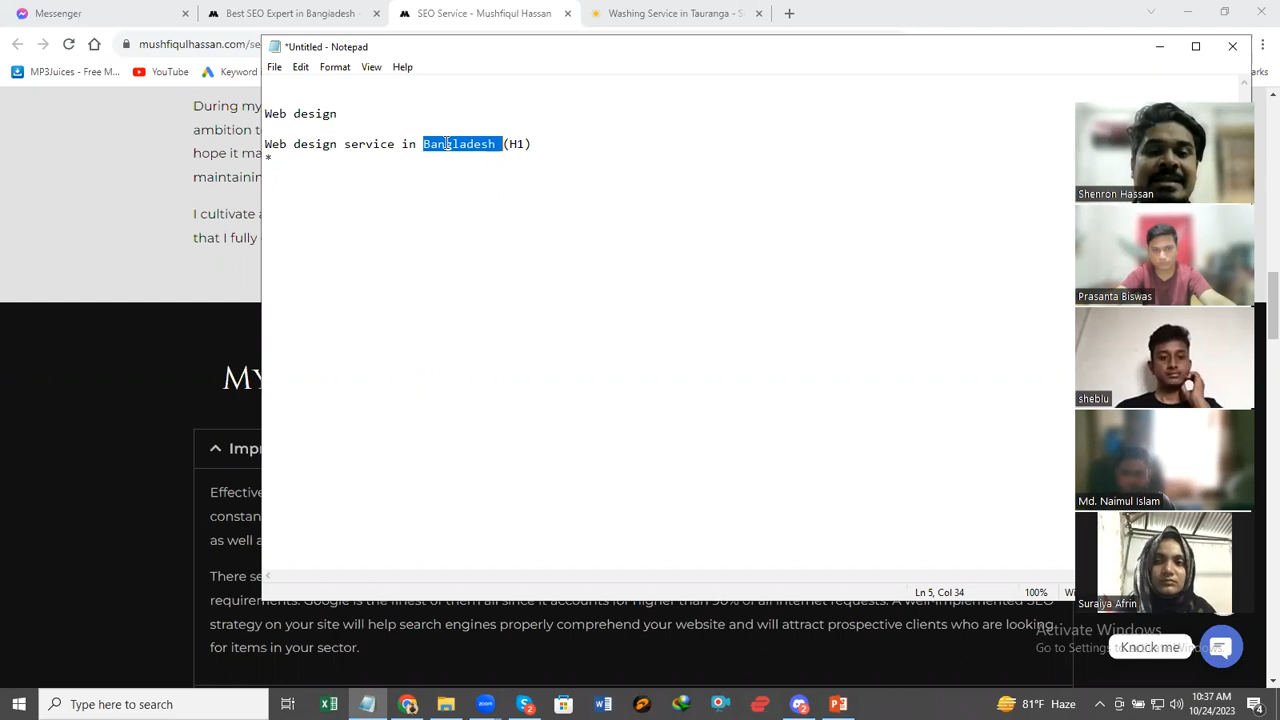 Messenger
Best SEO Expert in Bangladesh
SEO Service - Mushfiqul Hassan
Washing Service in Tauranga - S
mushfiqulhassan.com/se
MP3Juices - Free M...
YouTube
Keyword
arks
*Untitled - Notepad
File Edit Format View Help
Web design
Web design service in Bangladesh (H1)
*
During my
ambition t
hope it ma
maintainin
I cultivate a
that I fully
My
Impr
Effective
constan
as well a
There se
requirements. Google is the finest of them all since it accounts for higher than 90% of all internet requests. A well-implemented SEO
strategy on your site will help search engines properly comprehend your website and will attract prospective clients who are looking
for items in your sector.
Ln 5, Col 34
100%
Wi
Shenron Hassan
Prasanta Biswas
sheblu
Md. Naimul Islam
Suraiya Afrin
Activate Windows
Go to Settings to activate Windows.
Knock me
Type here to search
81°F Haze
10:37 AM
10/24/2023
4